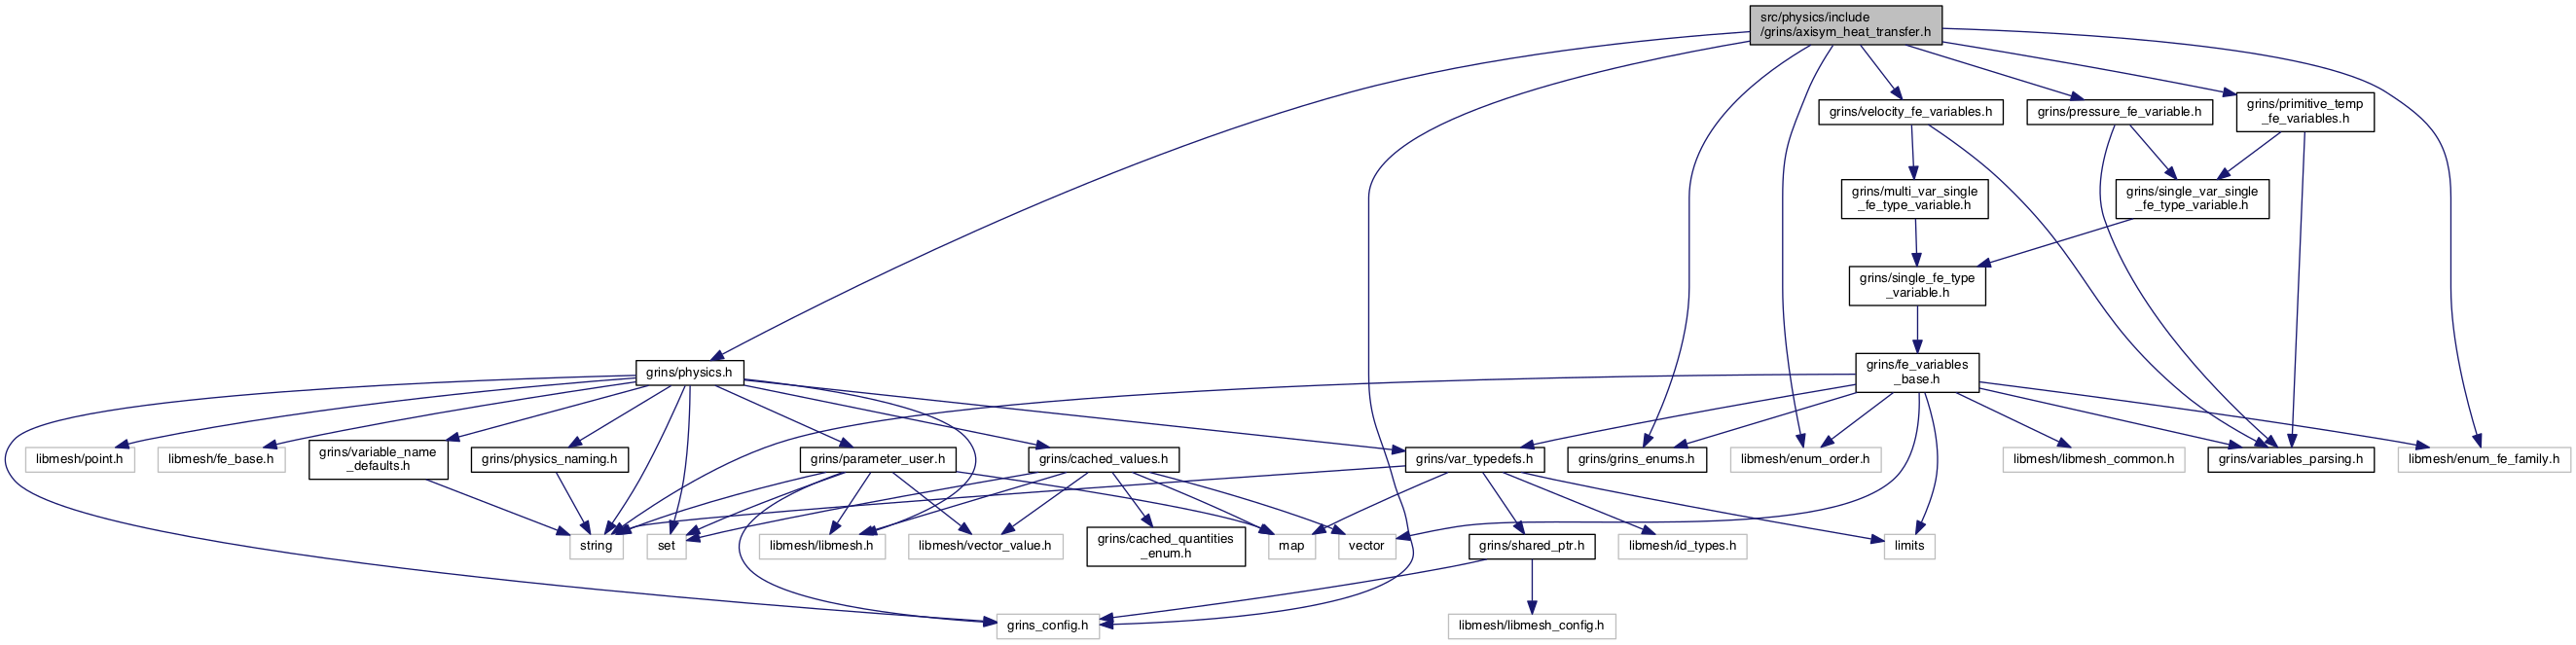 src/physics/include
/grins/axisym_heat_transfer.h
grins/velocity_fe_variables.h
grins/pressure_fe_variable.h
grins/primitive_temp
_fe_variables.h
grins/multi_var_single
_fe_type_variable.h
grins/single_var_single
_fe_type_variable.h
grins/single_fe_type
_variable.h
grins/physics.h
grins/fe_variables
_base.h
libmesh/point.h
libmesh/fe_base.h
grins/variable_name
_defaults.h
grins/physics_naming.h
grins/parameter_user.h
grins/cached_values.h
grins/var_typedefs.h
grins/grins_enums.h
libmesh/enum_order.h
libmesh/libmesh_common.h
grins/variables_parsing.h
libmesh/enum_fe_family.h
string
set
libmesh/libmesh.h
libmesh/vector_value.h
grins/cached_quantities
_enum.h
map
vector
grins/shared_ptr.h
libmesh/id_types.h
limits
grins_config.h
libmesh/libmesh_config.h